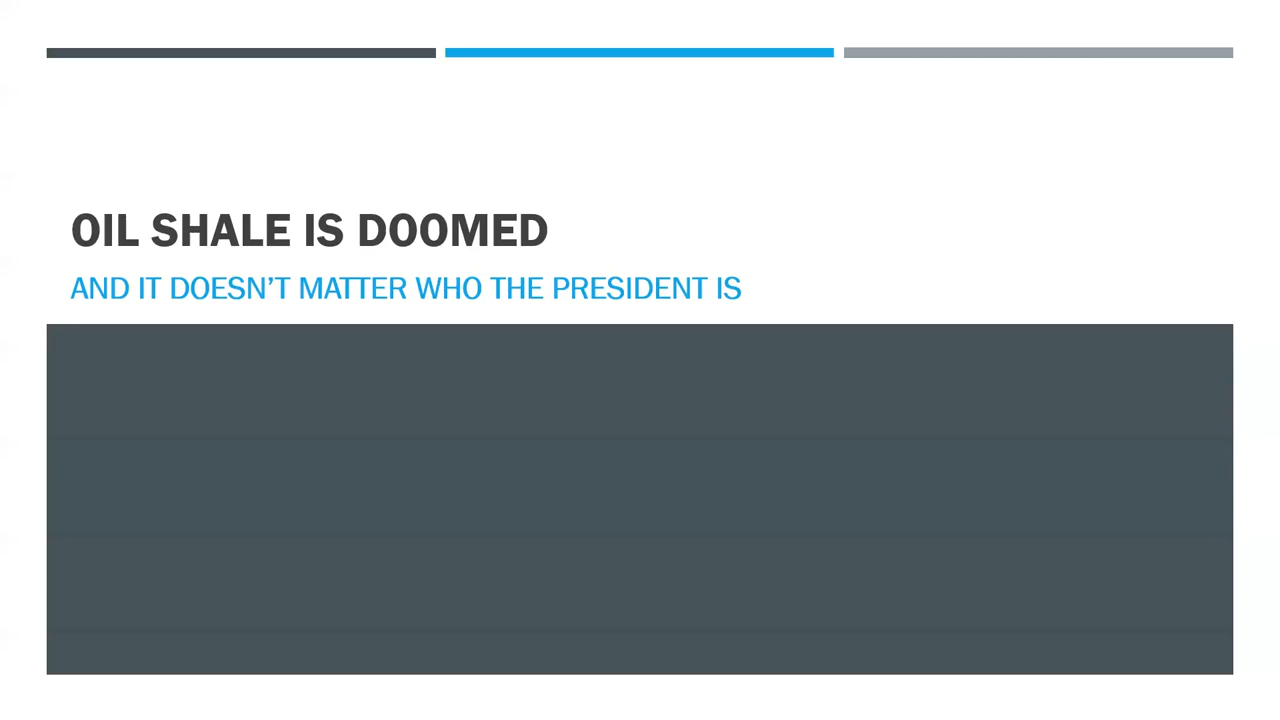 OIL SHALE IS DOOMED
AND IT DOESN’T MATTER WHO THE PRESIDENT IS